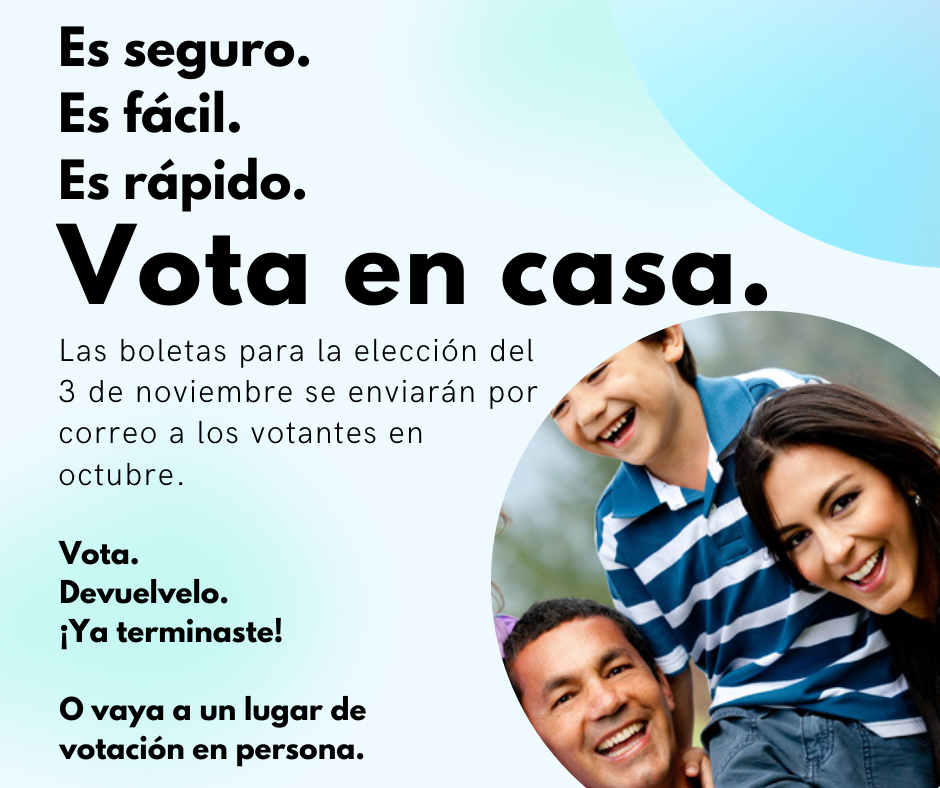 Es seguro.
Es fácil.
Es rápido.
Vota en casa.
Las boletas para la elección del
3 de noviembre se enviarán por
correo a los votantes en
octubre.
Vota.
Devuelvelo.
¡Ya terminaste!
O vaya a un lugar de
votación en persona.